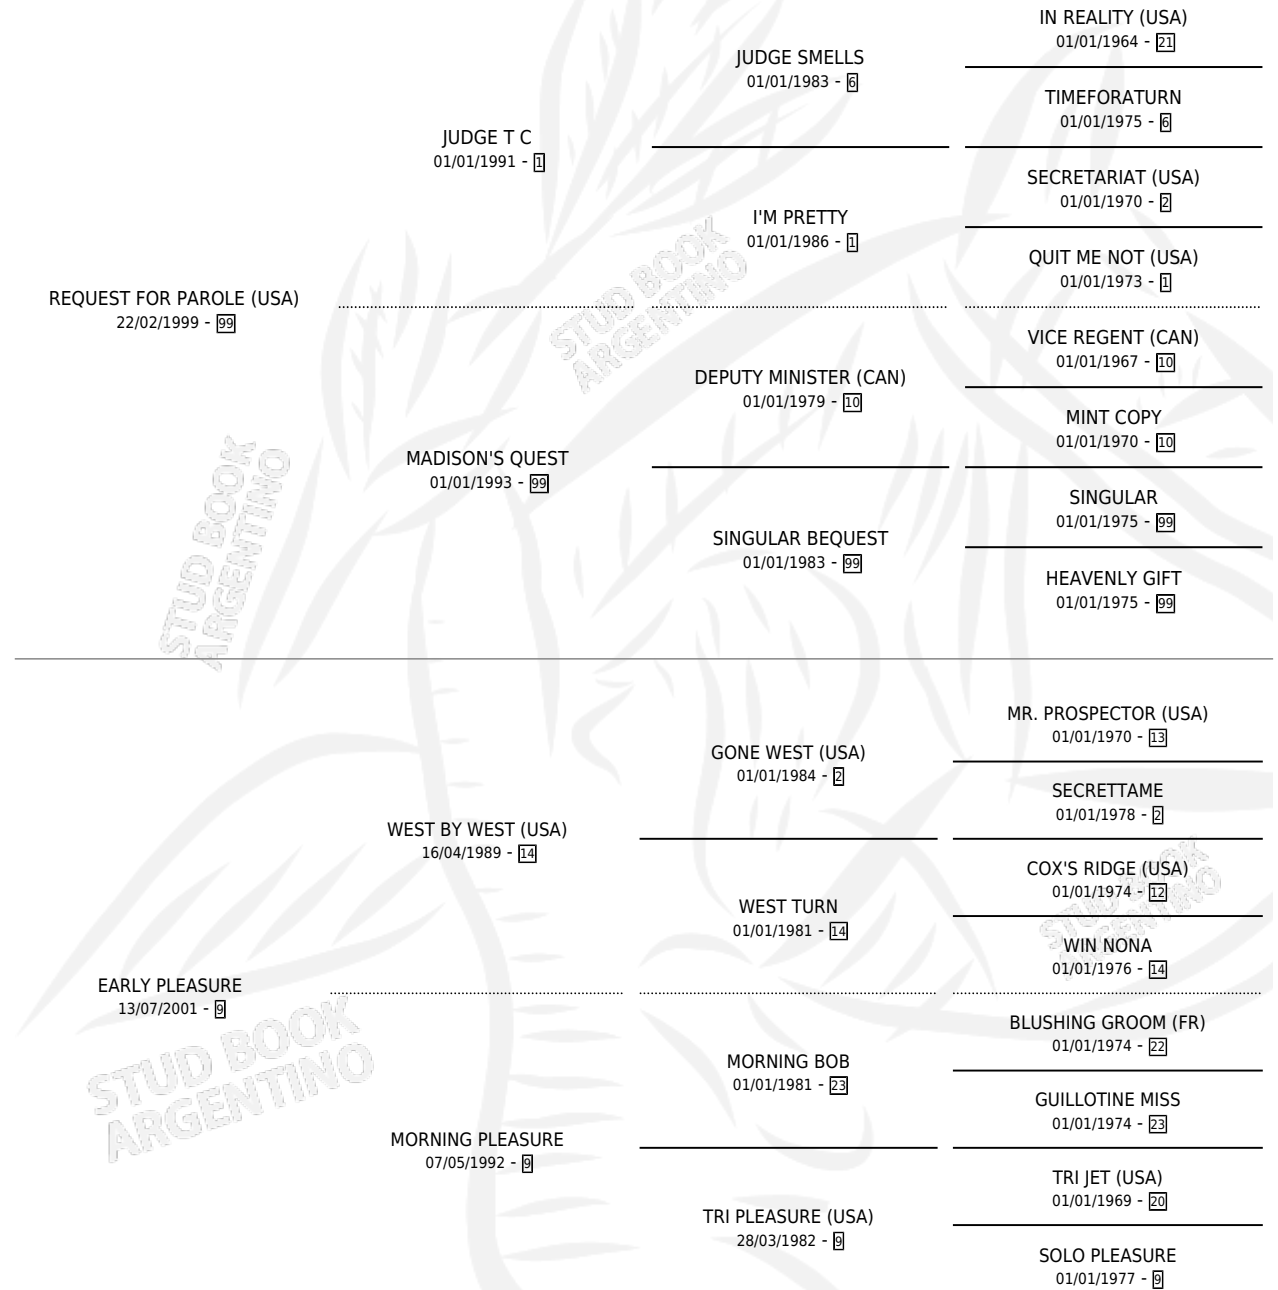 IN REALITY (USA)
01/01/1964 - 21
JUDGE SMELLS
01/01/1983 - 6
TIMEFORATURN
01/01/1975 - 6
JUDGE T C
01/01/1991 - 1
SECRETARIAT (USA)
01/01/1970 - 2
I'M PRETTY
01/01/1986 - 1
QUIT ME NOT (USA)
01/01/1973 - 1
REQUEST FOR PAROLE (USA)
22/02/1999 - 99
STUD BOOK
ARGENTINO
VICE REGENT (CAN)
01/01/1967 - 10
DEPUTY MINISTER (CAN)
01/01/1979 - 10
MINT COPY
01/01/1970 - 10
MADISON'S QUEST
01/01/1993 - 99
SINGULAR
01/01/1975 - 99
SINGULAR BEQUEST
01/01/1983 - 99
HEAVENLY GIFT
01/01/1975 - 99
STUD BOOK
ARGENTINO
MR. PROSPECTOR (USA)
01/01/1970 - 13
GONE WEST (USA)
01/01/1984 - 2
SECRETTAME
01/01/1978 - 2
WEST BY WEST (USA)
16/04/1989 - 14
COX'S RIDGE (USA)
01/01/1974 - 12
WEST TURN
01/01/1981 - 14
WIN NONA
01/01/1976 - 14
STUD BOOK
ARGENTINO
EARLY PLEASURE
13/07/2001 - 9
BLUSHING GROOM (FR)
01/01/1974 - 22
MORNING BOB
01/01/1981 - 23
GUILLOTINE MISS
01/01/1974 - 23
STUD BOOK
ARGENTINO
MORNING PLEASURE
07/05/1992 - 9
TRI JET (USA)
01/01/1969 - 20
TRI PLEASURE (USA)
28/03/1982 - 9
SOLO PLEASURE
01/01/1977 - 9